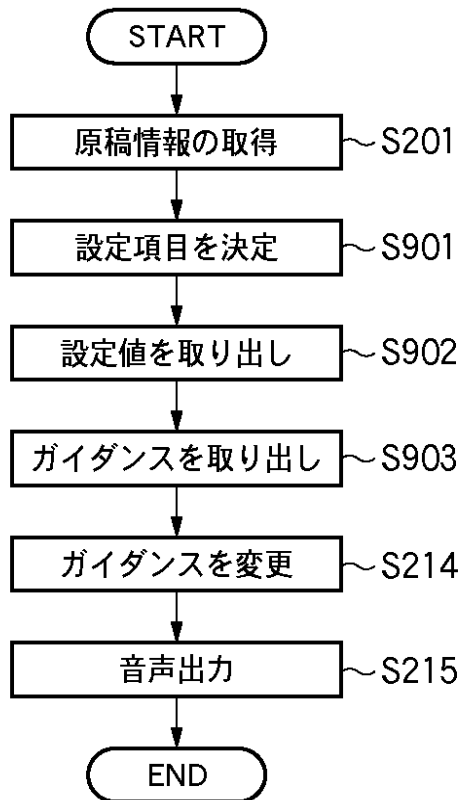 START
原稿情報の取得 S201
設定項目を決定 S901
設定値を取り出し S902
ガイダンスを取り出し S903
ガイダンスを変更 S214
音声出力 S215
END